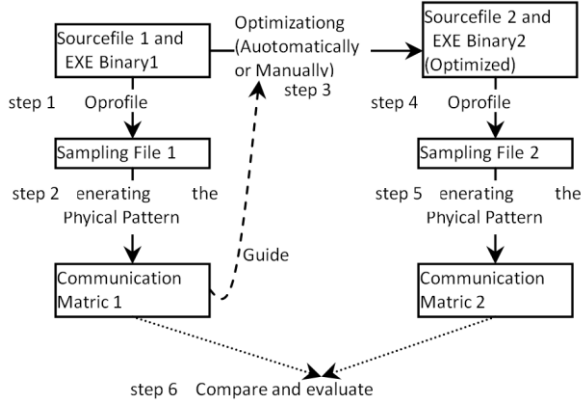 Sourcefile 1 and
EXE Binary1
Optimizationg
(Auotomatically
or Manually)
Sourcefile 2 and
EXE Binary2
(Optimized)
step 1 Oprofile
step 3
step 4 Oprofile
Sampling File 1
Sampling File 2
step 2 enerating the
Phyical Pattern
step 5 enerating the
Phyical Pattern
Guide
Communication
Matric 1
Communication
Matric 2
step 6 Compare and evaluate